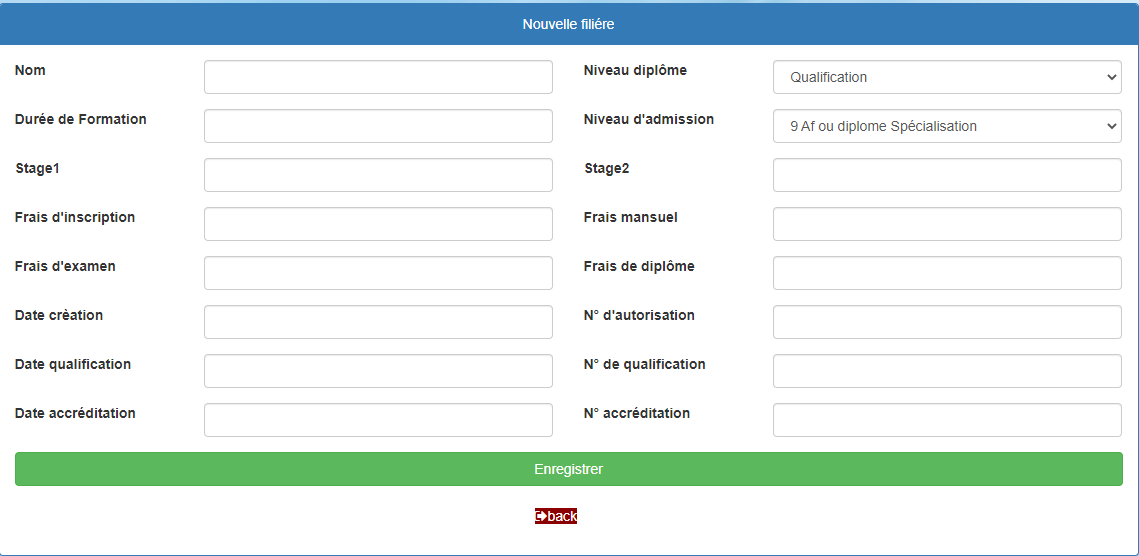 Nouvelle filiére
Nom
Niveau diplôme
Qualification
Durée de Formation
Niveau d'admission
9 Af ou diplome Spécialisation
Stage1
Stage2
Frais d'inscription
Frais mansuel
Frais d'examen
Frais de diplôme
Date crèation
N° d'autorisation
Date qualification
N° de qualification
Date accréditation
N° accréditation
Enregistrer
back